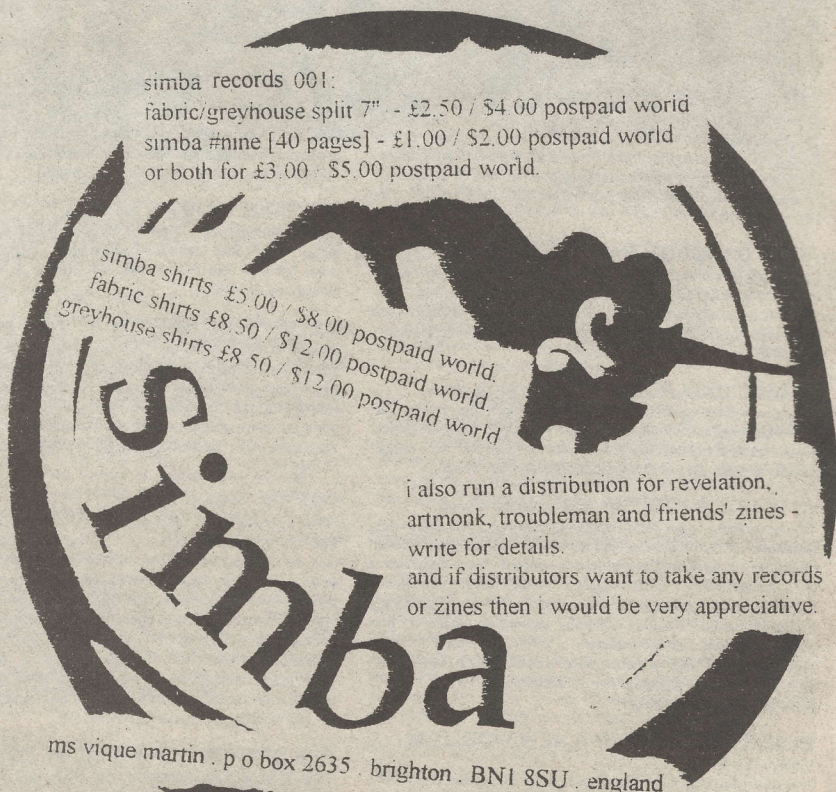 simba records 001:
fabric/greyhouse split 7" - £2.50 / $4.00 postpaid world
simba #nine [40 pages] - £1.00 / $2.00 postpaid world
or both for £3.00 / $5.00 postpaid world.
simba shirts £5.00 / $8.00 postpaid world.
fabric shirts £8.50 / $12.00 postpaid world.
greyhouse shirts £8.50 / $12.00 postpaid world
simba
i also run a distribution for revelation,
artmonk, troubleman and friends' zines -
write for details.
and if distributors want to take any records
or zines then i would be very appreciative.
ms vique martin . p o box 2635 . brighton . BN1 8SU . england